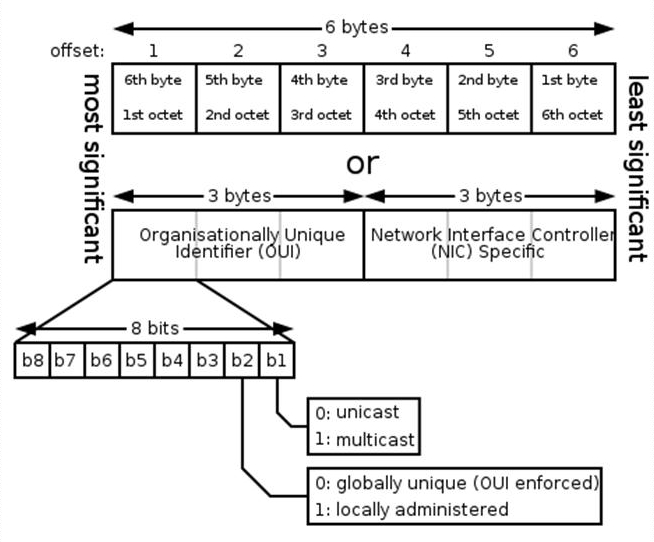 6 bytes
offset: 1 2 3 4 5 6
6th byte 5th byte 4th byte 3rd byte 2nd byte 1st byte
1st octet 2nd octet 3rd octet 4th octet 5th octet 6th octet
most significant
least significant
or
3 bytes 3 bytes
Organisationally Unique
Identifier (OUI)
Network Interface Controller
(NIC) Specific
8 bits
b8 b7 b6 b5 b4 b3 b2 b1
0: unicast
1: multicast
0: globally unique (OUI enforced)
1: locally administered